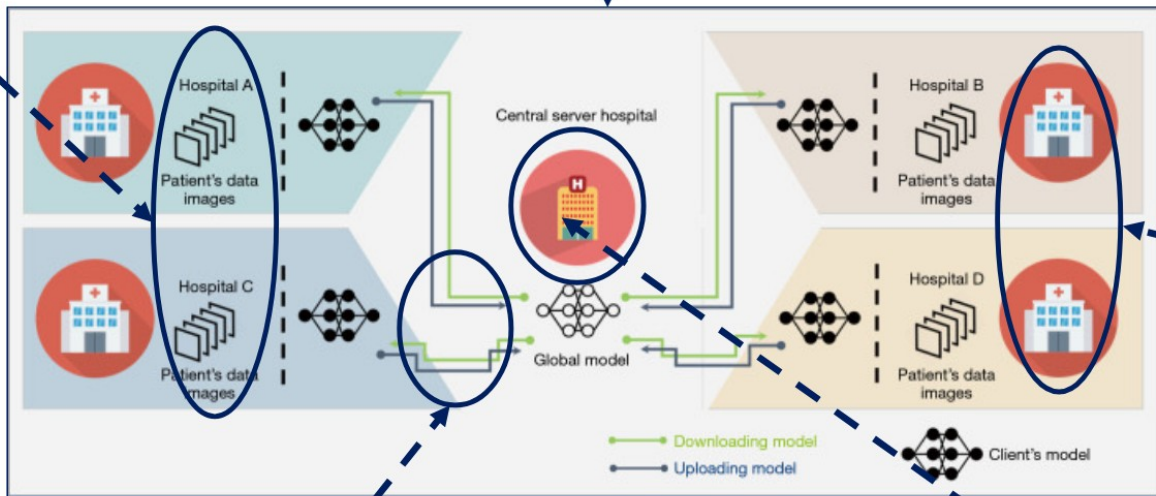 Hospital A
Patient's data
images
Central server hospital
H
Hospital B
Patient's data
images
Hospital C
Patient's data
images
Global model
Hospital D
Patient's data
images
Downloading model
Uploading model
Client's model